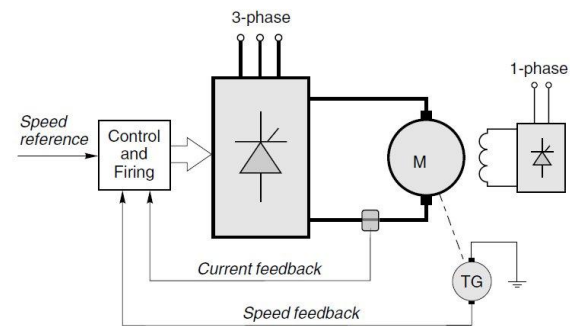 3-phase
1-phase
Speed
reference
Control
and
Firing
M
Current feedback
TG
Speed feedback